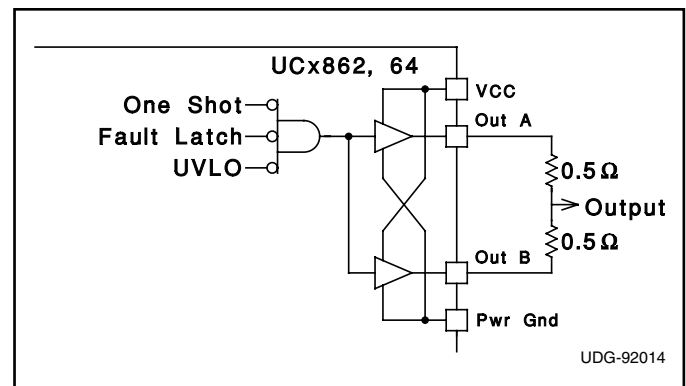 UCx862, 64
VCC
One Shot
Out A
Fault Latch
UVLO
0.5Ω
Output
0.5Ω
Out B
Pwr Gnd
UDG-92014